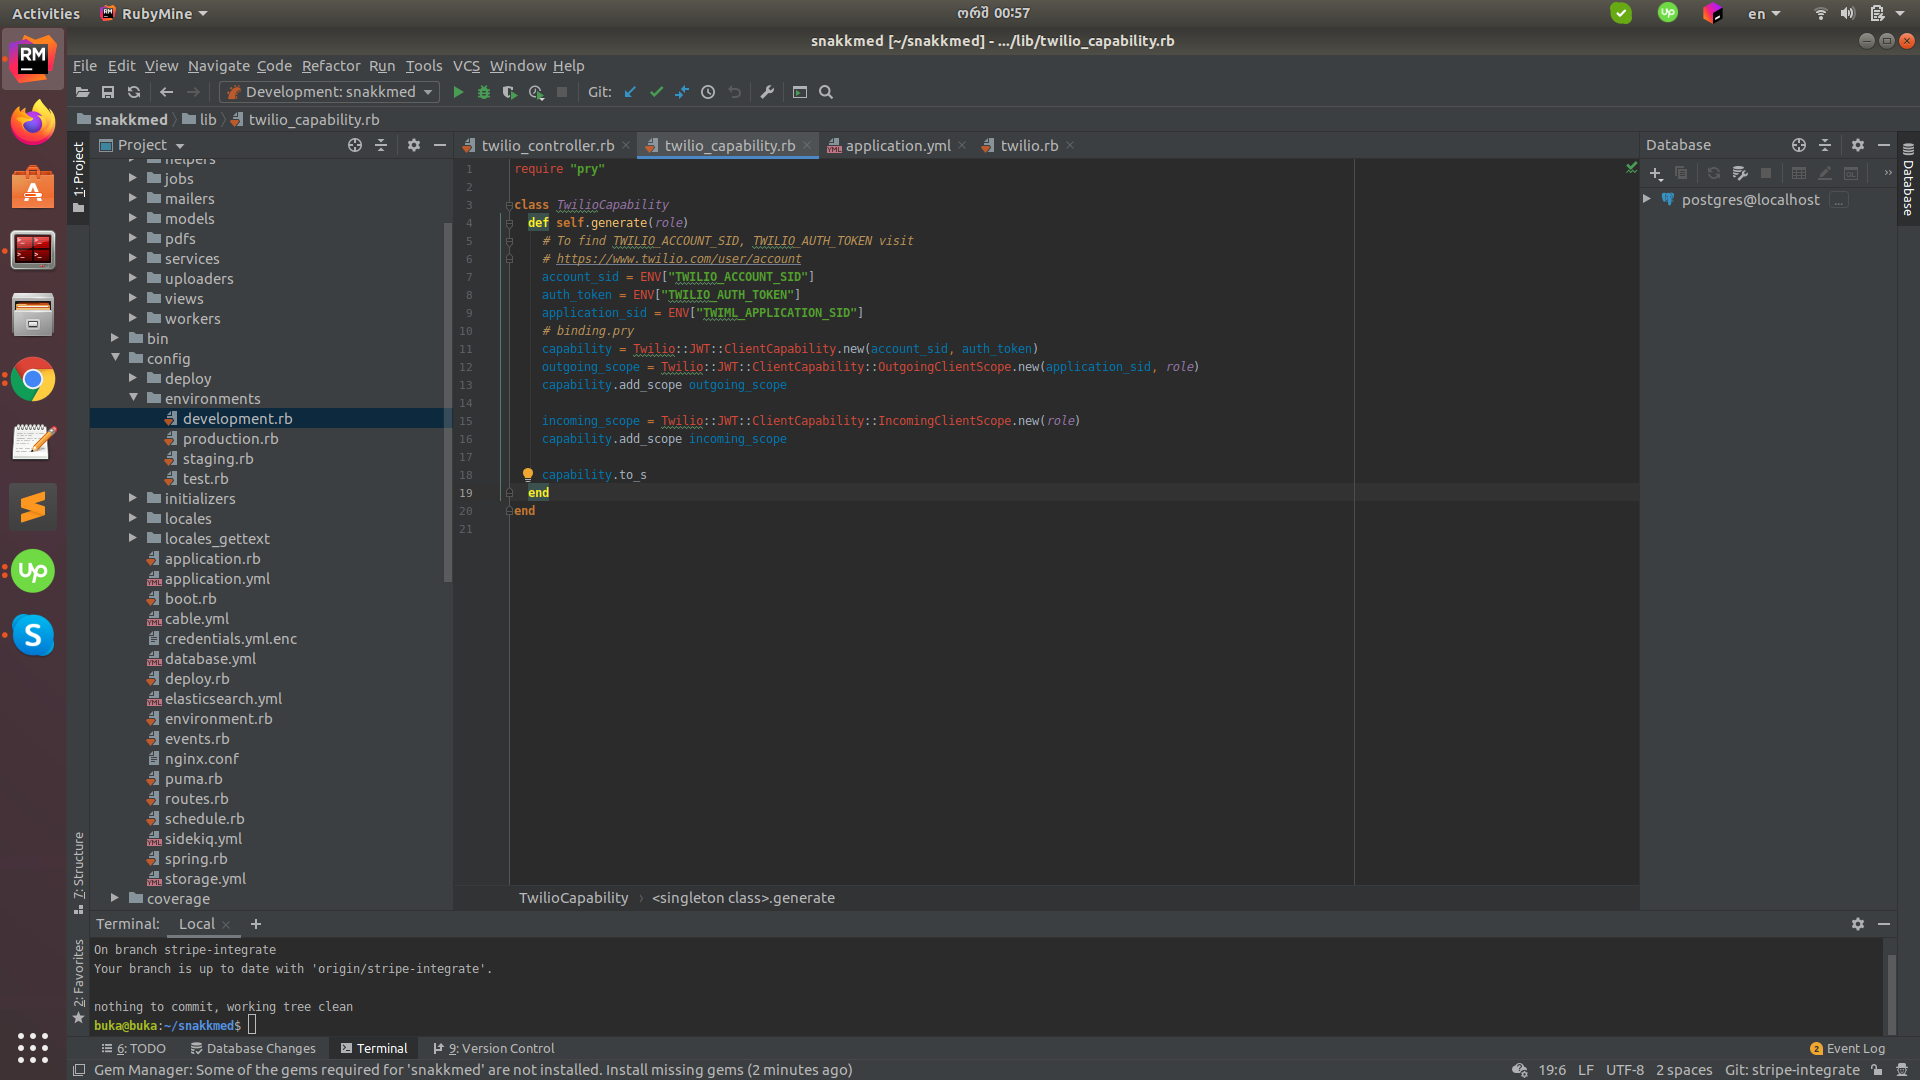 Activities RubyMine ორშ 00:57 en
snakkmed [~/snakkmed] - .../lib/twilio_capability.rb
File Edit View Navigate Code Refactor Run Tools VCS Window Help
Development: snakkmed Git:
snakkmed lib twilio_capability.rb
1: Project
Project
helpers
jobs
mailers
models
pdfs
services
uploaders
views
workers
bin
config
deploy
environments
development.rb
production.rb
staging.rb
test.rb
initializers
locales
locales_gettext
application.rb
application.yml
boot.rb
cable.yml
credentials.yml.enc
database.yml
deploy.rb
elasticsearch.yml
environment.rb
events.rb
nginx.conf
puma.rb
routes.rb
schedule.rb
sidekiq.yml
spring.rb
storage.yml
coverage
7: Structure
2: Favorites
twilio_controller.rb twilio_capability.rb application.yml twilio.rb
1 require "pry"
2
3 class TwilioCapability
4 def self.generate(role)
5 # To find TWILIO_ACCOUNT_SID, TWILIO_AUTH_TOKEN visit
6 # https://www.twilio.com/user/account
7 account_sid = ENV["TWILIO_ACCOUNT_SID"]
8 auth_token = ENV["TWILIO_AUTH_TOKEN"]
9 application_sid = ENV["TWIML_APPLICATION_SID"]
10 # binding.pry
11 capability = Twilio::JWT::ClientCapability.new(account_sid, auth_token)
12 outgoing_scope = Twilio::JWT::ClientCapability::OutgoingClientScope.new(application_sid, role)
13 capability.add_scope outgoing_scope
14
15 incoming_scope = Twilio::JWT::ClientCapability::IncomingClientScope.new(role)
16 capability.add_scope incoming_scope
17
18 capability.to_s
19 end
20 end
21
TwilioCapability › <singleton class>.generate
Database
postgres@localhost ...
Database
Terminal: Local +
On branch stripe-integrate
Your branch is up to date with 'origin/stripe-integrate'.
nothing to commit, working tree clean
buka@buka:~/snakkmed$
6: TODO Database Changes Terminal 9: Version Control 2 Event Log
Gem Manager: Some of the gems required for 'snakkmed' are not installed. Install missing gems (2 minutes ago) 19:6 LF UTF-8 2 spaces Git: stripe-integrate